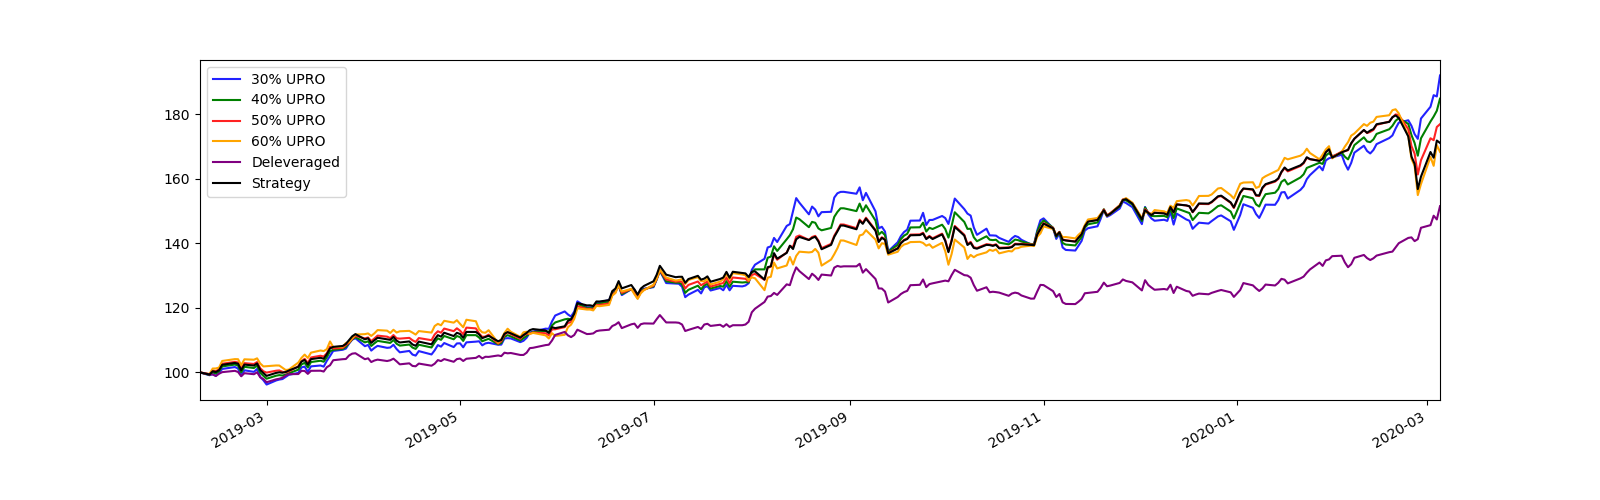 30% UPRO
40% UPRO
50% UPRO
60% UPRO
Deleveraged
Strategy
180
160
140
120
100
2019-03
2019-05
2019-07
2019-09
2019-11
2020-01
2020-03